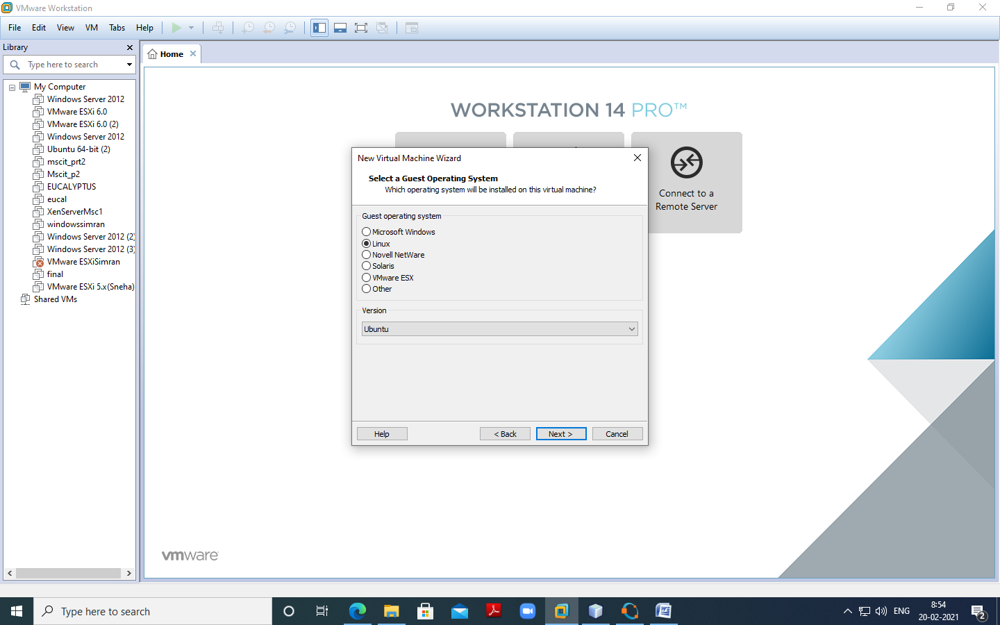 VMware Workstation
File Edit View VM Tabs Help
Library
Type here to search
My Computer
Windows Server 2012
VMware ESXi 6.0
VMware ESXi 6.0 (2)
Windows Server 2012
Ubuntu 64-bit (2)
mscit_prt2
Mscit_p2
EUCALYPTUS
eucal
XenServerMsc1
windowssimran
Windows Server 2012 (2)
Windows Server 2012 (3)
VMware ESXiSimran
final
VMware ESXi 5.x(Sneha)
Shared VMs
Home
WORKSTATION 14 PRO™
Connect to a
Remote Server
New Virtual Machine Wizard
Select a Guest Operating System
Which operating system will be installed on this virtual machine?
Guest operating system
Microsoft Windows
Linux
Novell NetWare
Solaris
VMware ESX
Other
Version
Ubuntu
Help < Back Next > Cancel
vmware
Type here to search
ENG
8:54
20-02-2021
2